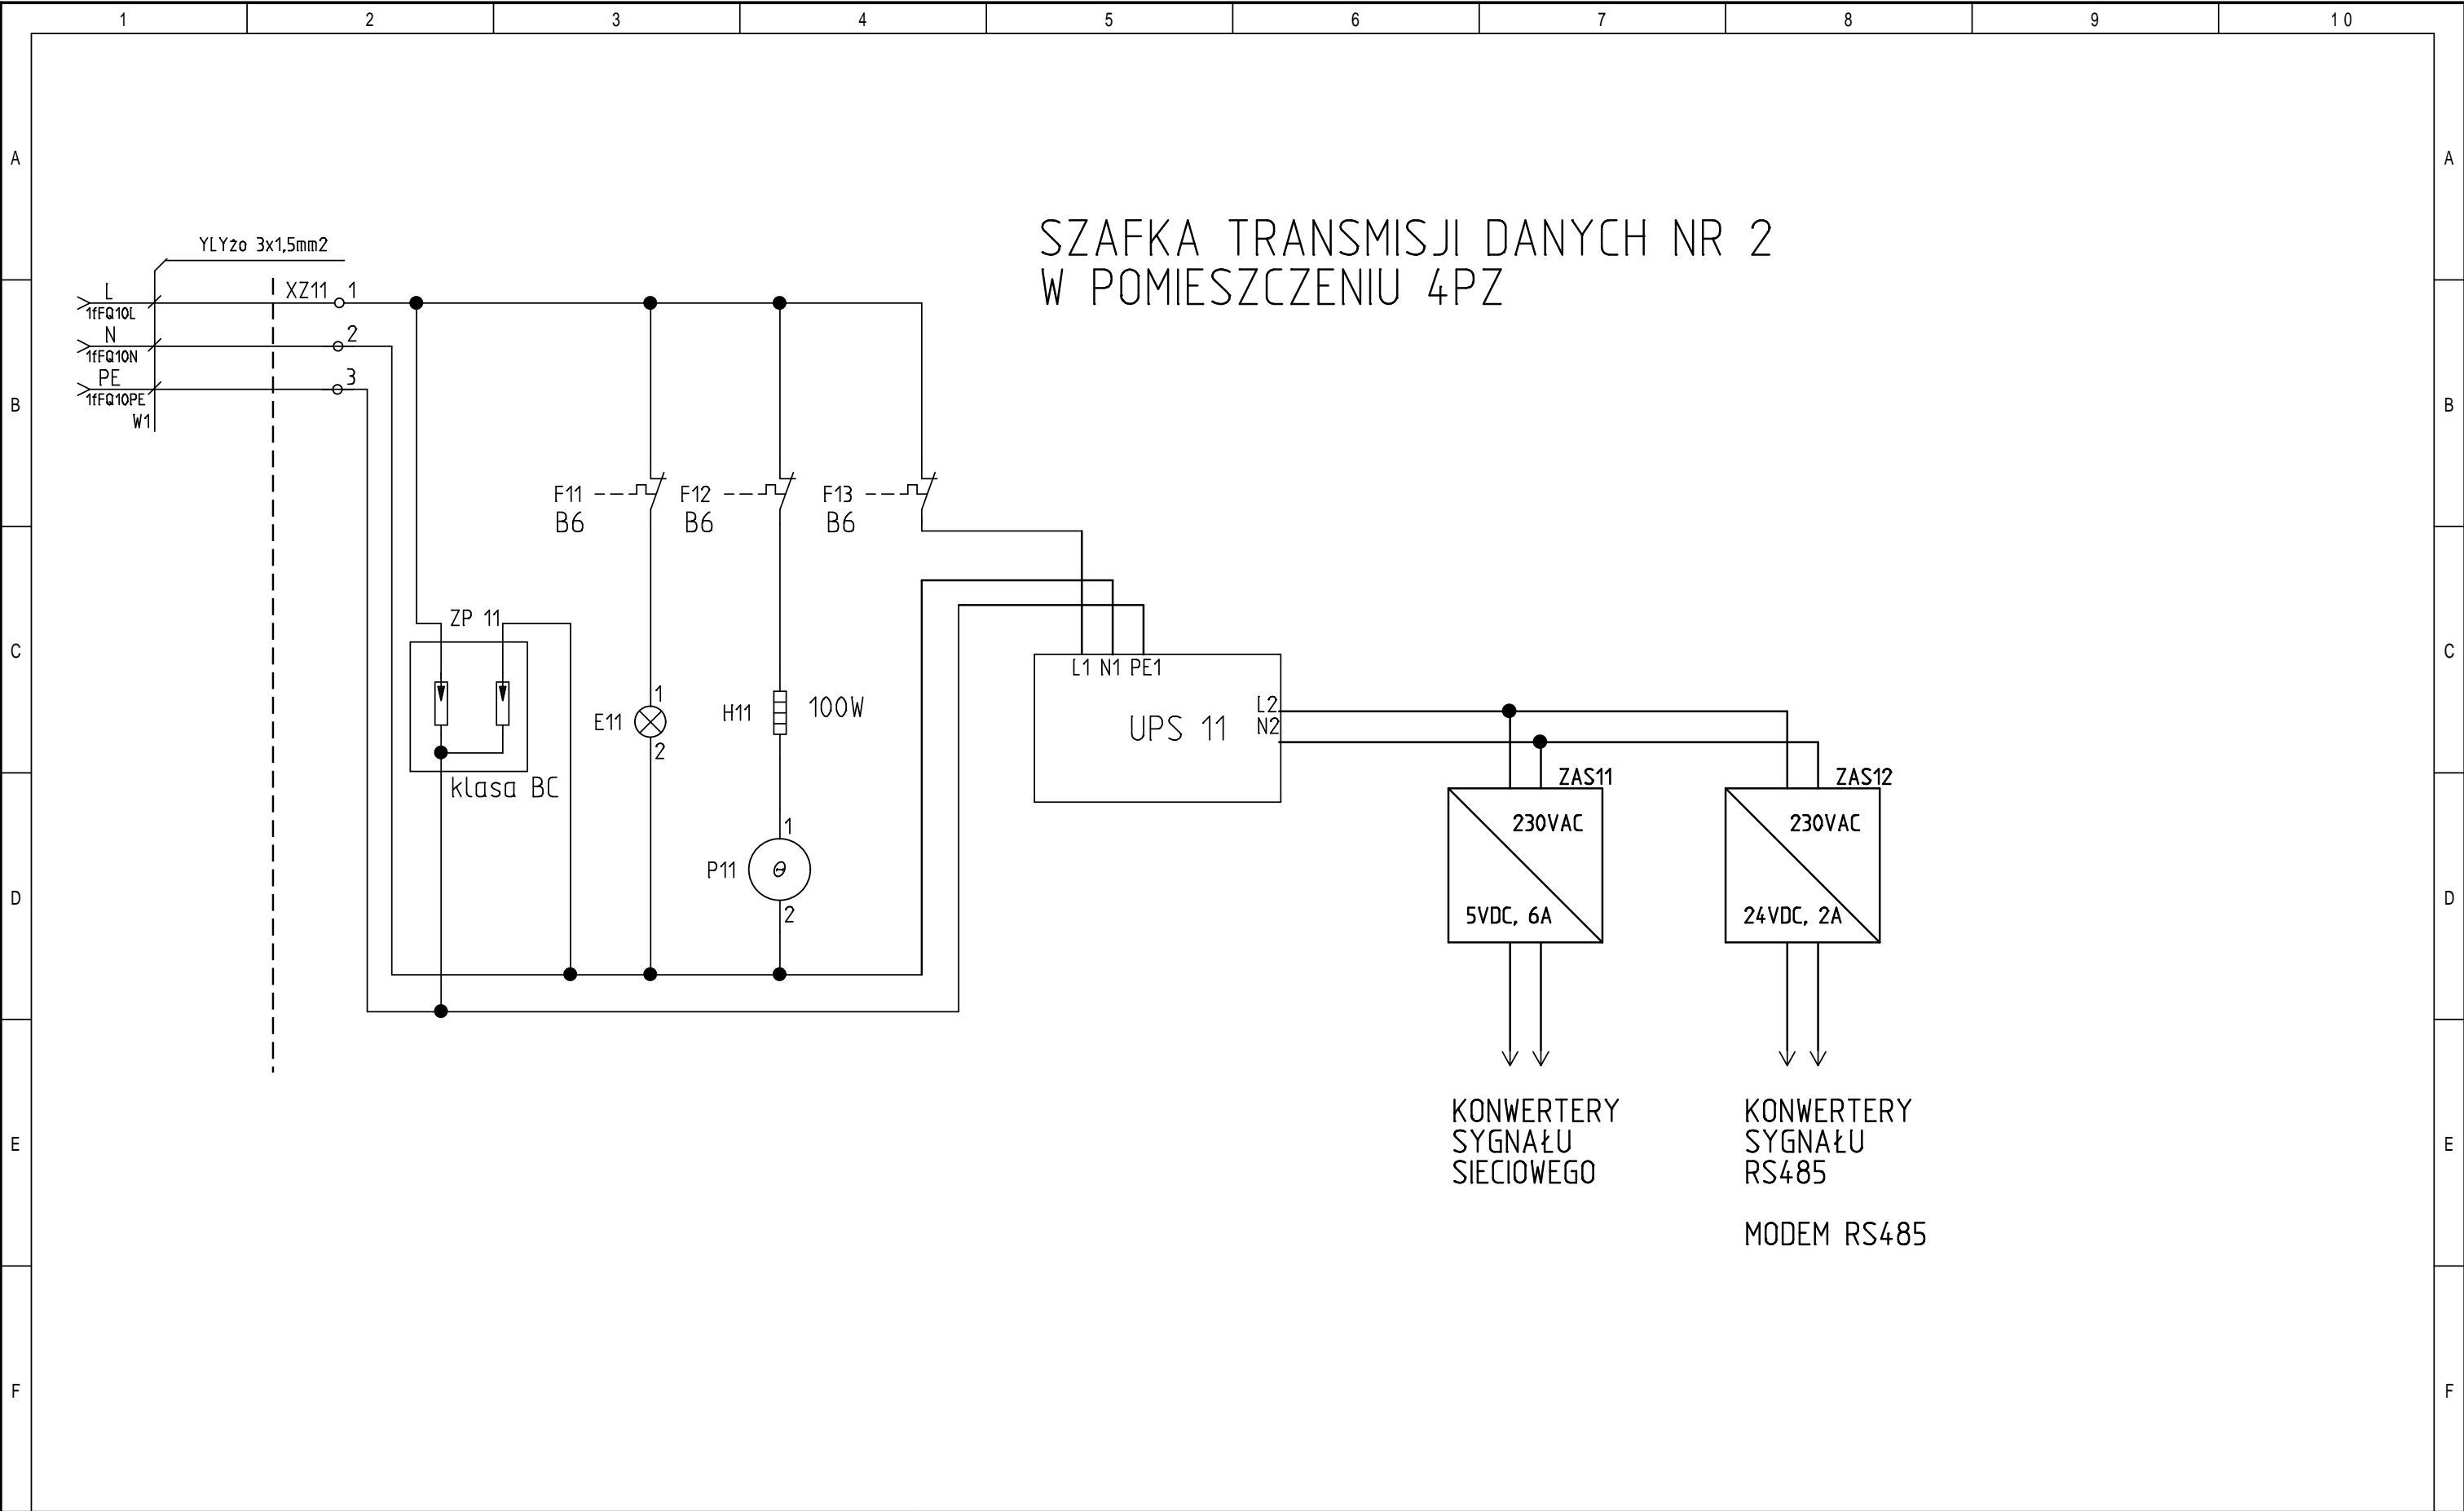 1 2 3 4 5 6 7 8 9 10
A A
SZAFKA TRANSMISJI DANYCH NR 2
W POMIESZCZENIU 4PZ
YLYżo 3x1,5mm2
L XZ11 1
1fFQ10L
N 2
1fFQ10N
PE 3
1fFQ10PE
W1
B B
F11 F12 F13
B6 B6 B6
ZP 11
C C
L1 N1 PE1
1
L2
E11 H11 100W
UPS 11 N2
2
klasa BC
ZAS11 ZAS12
1
230VAC 230VAC
P11 θ
D D
2
5VDC, 6A 24VDC, 2A
KONWERTERY
SYGNAŁU
SIECIOWEGO
KONWERTERY
SYGNAŁU
RS485
MODEM RS485
E E
F F